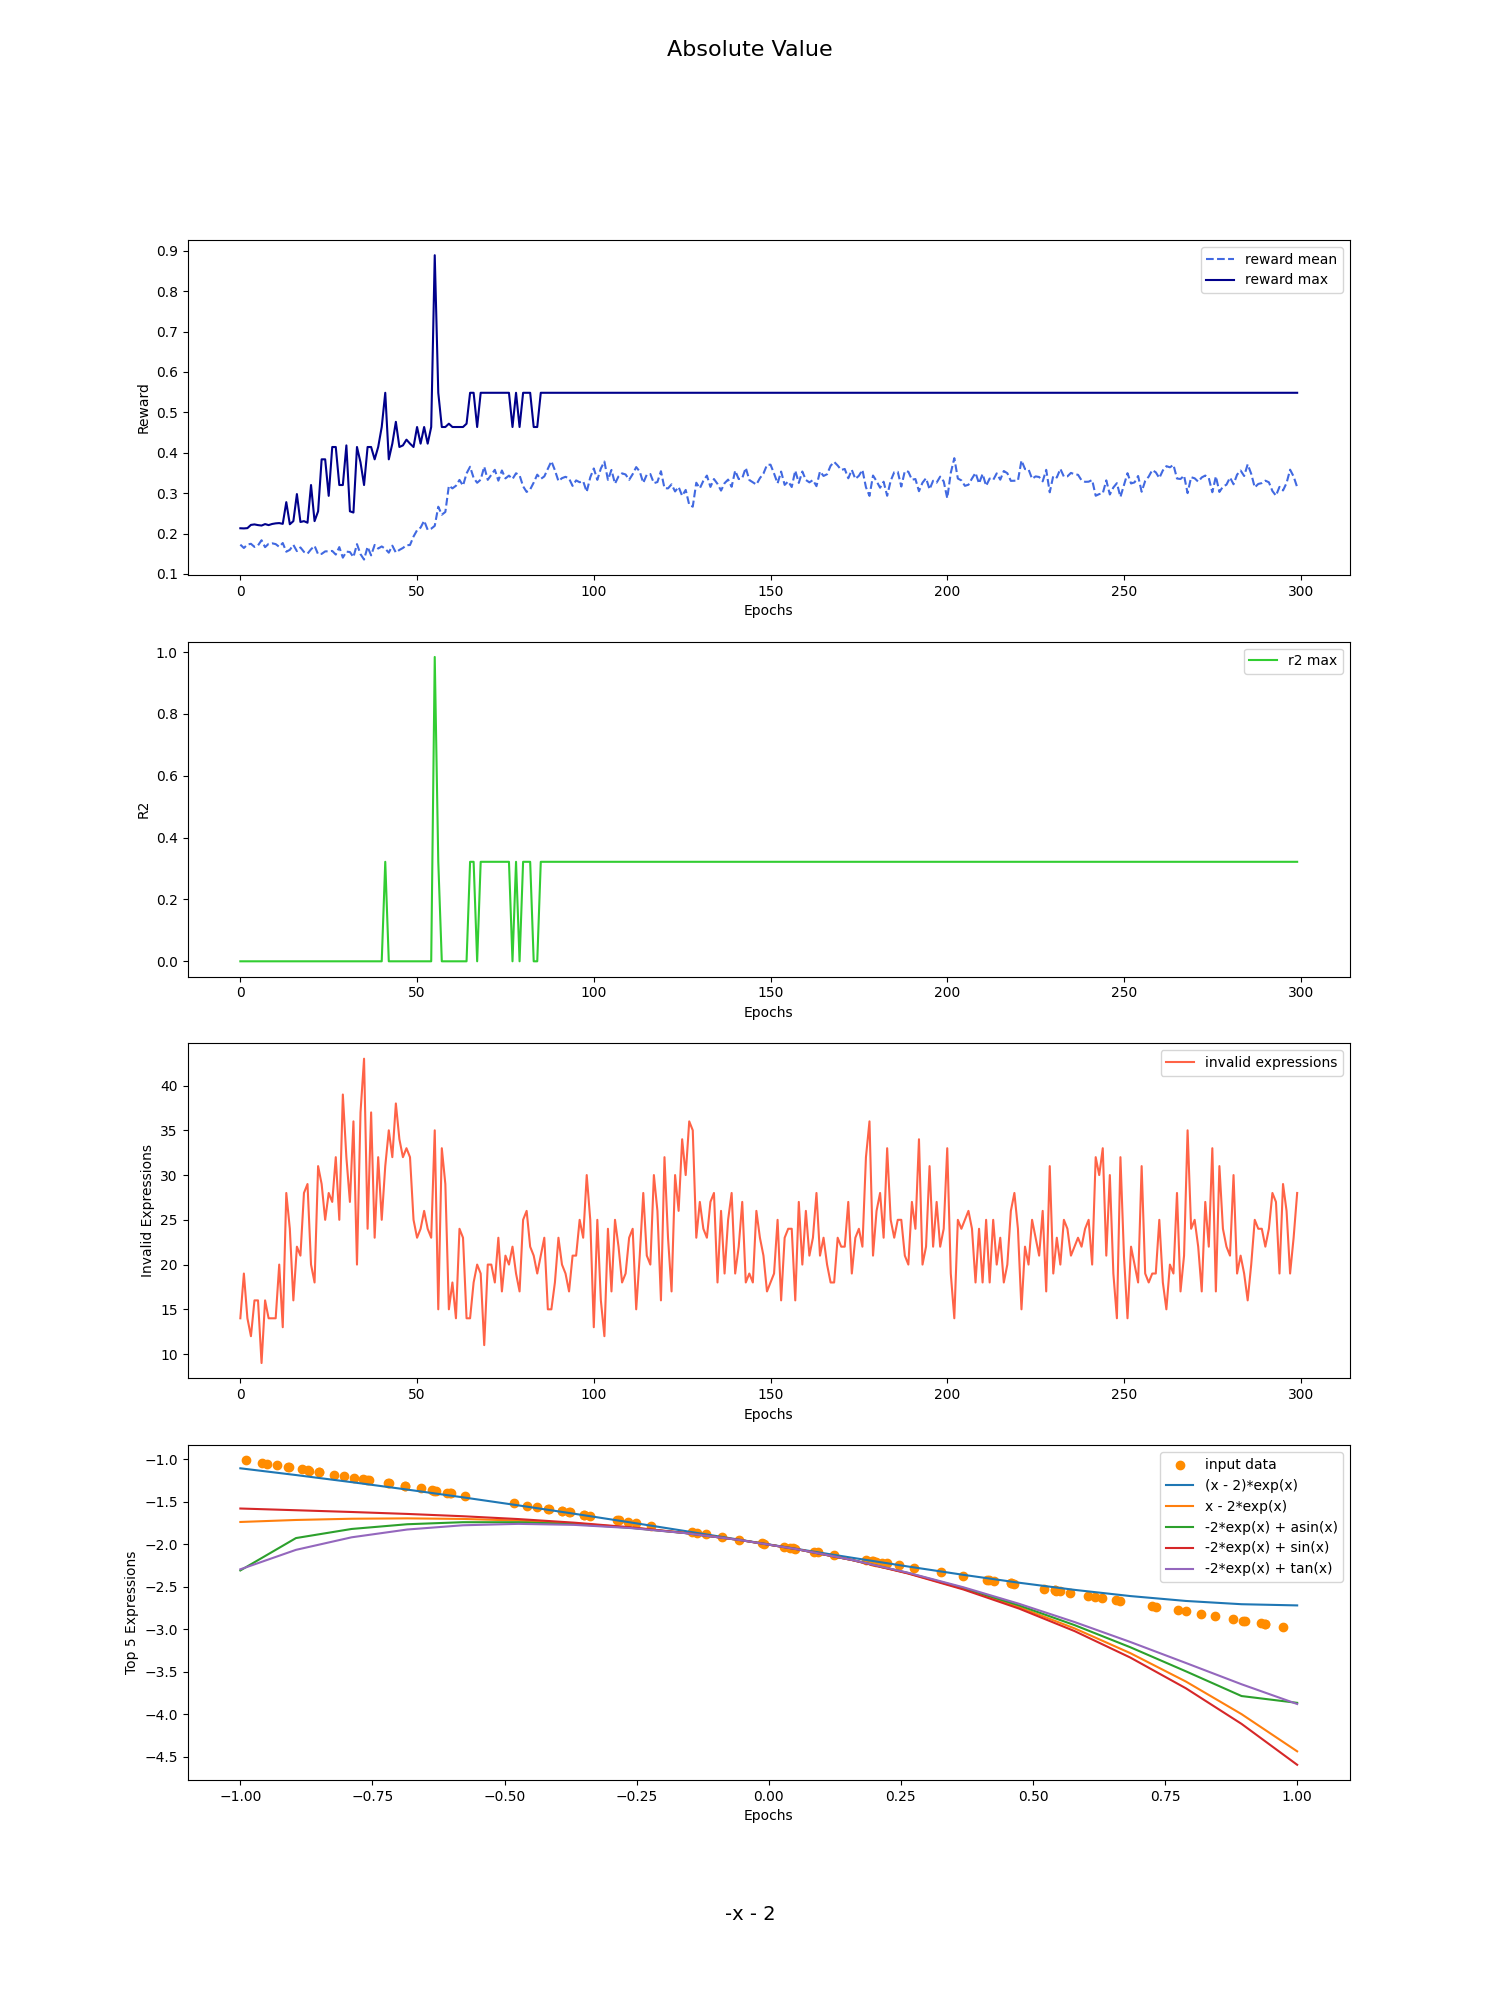 Absolute Value
0.9
0.8
0.7
0.6
0.5
0.4
0.3
0.2
0.1
Reward
reward mean
reward max
0 50 100 150 200 250 300
Epochs
1.0
0.8
0.6
0.4
0.2
0.0
R2
r2 max
0 50 100 150 200 250 300
Epochs
40
35
30
25
20
15
10
Invalid Expressions
invalid expressions
0 50 100 150 200 250 300
Epochs
−1.0
−1.5
−2.0
−2.5
−3.0
−3.5
−4.0
−4.5
Top 5 Expressions
input data
(x - 2)*exp(x)
x - 2*exp(x)
-2*exp(x) + asin(x)
-2*exp(x) + sin(x)
-2*exp(x) + tan(x)
−1.00 −0.75 −0.50 −0.25 0.00 0.25 0.50 0.75 1.00
Epochs
-x - 2